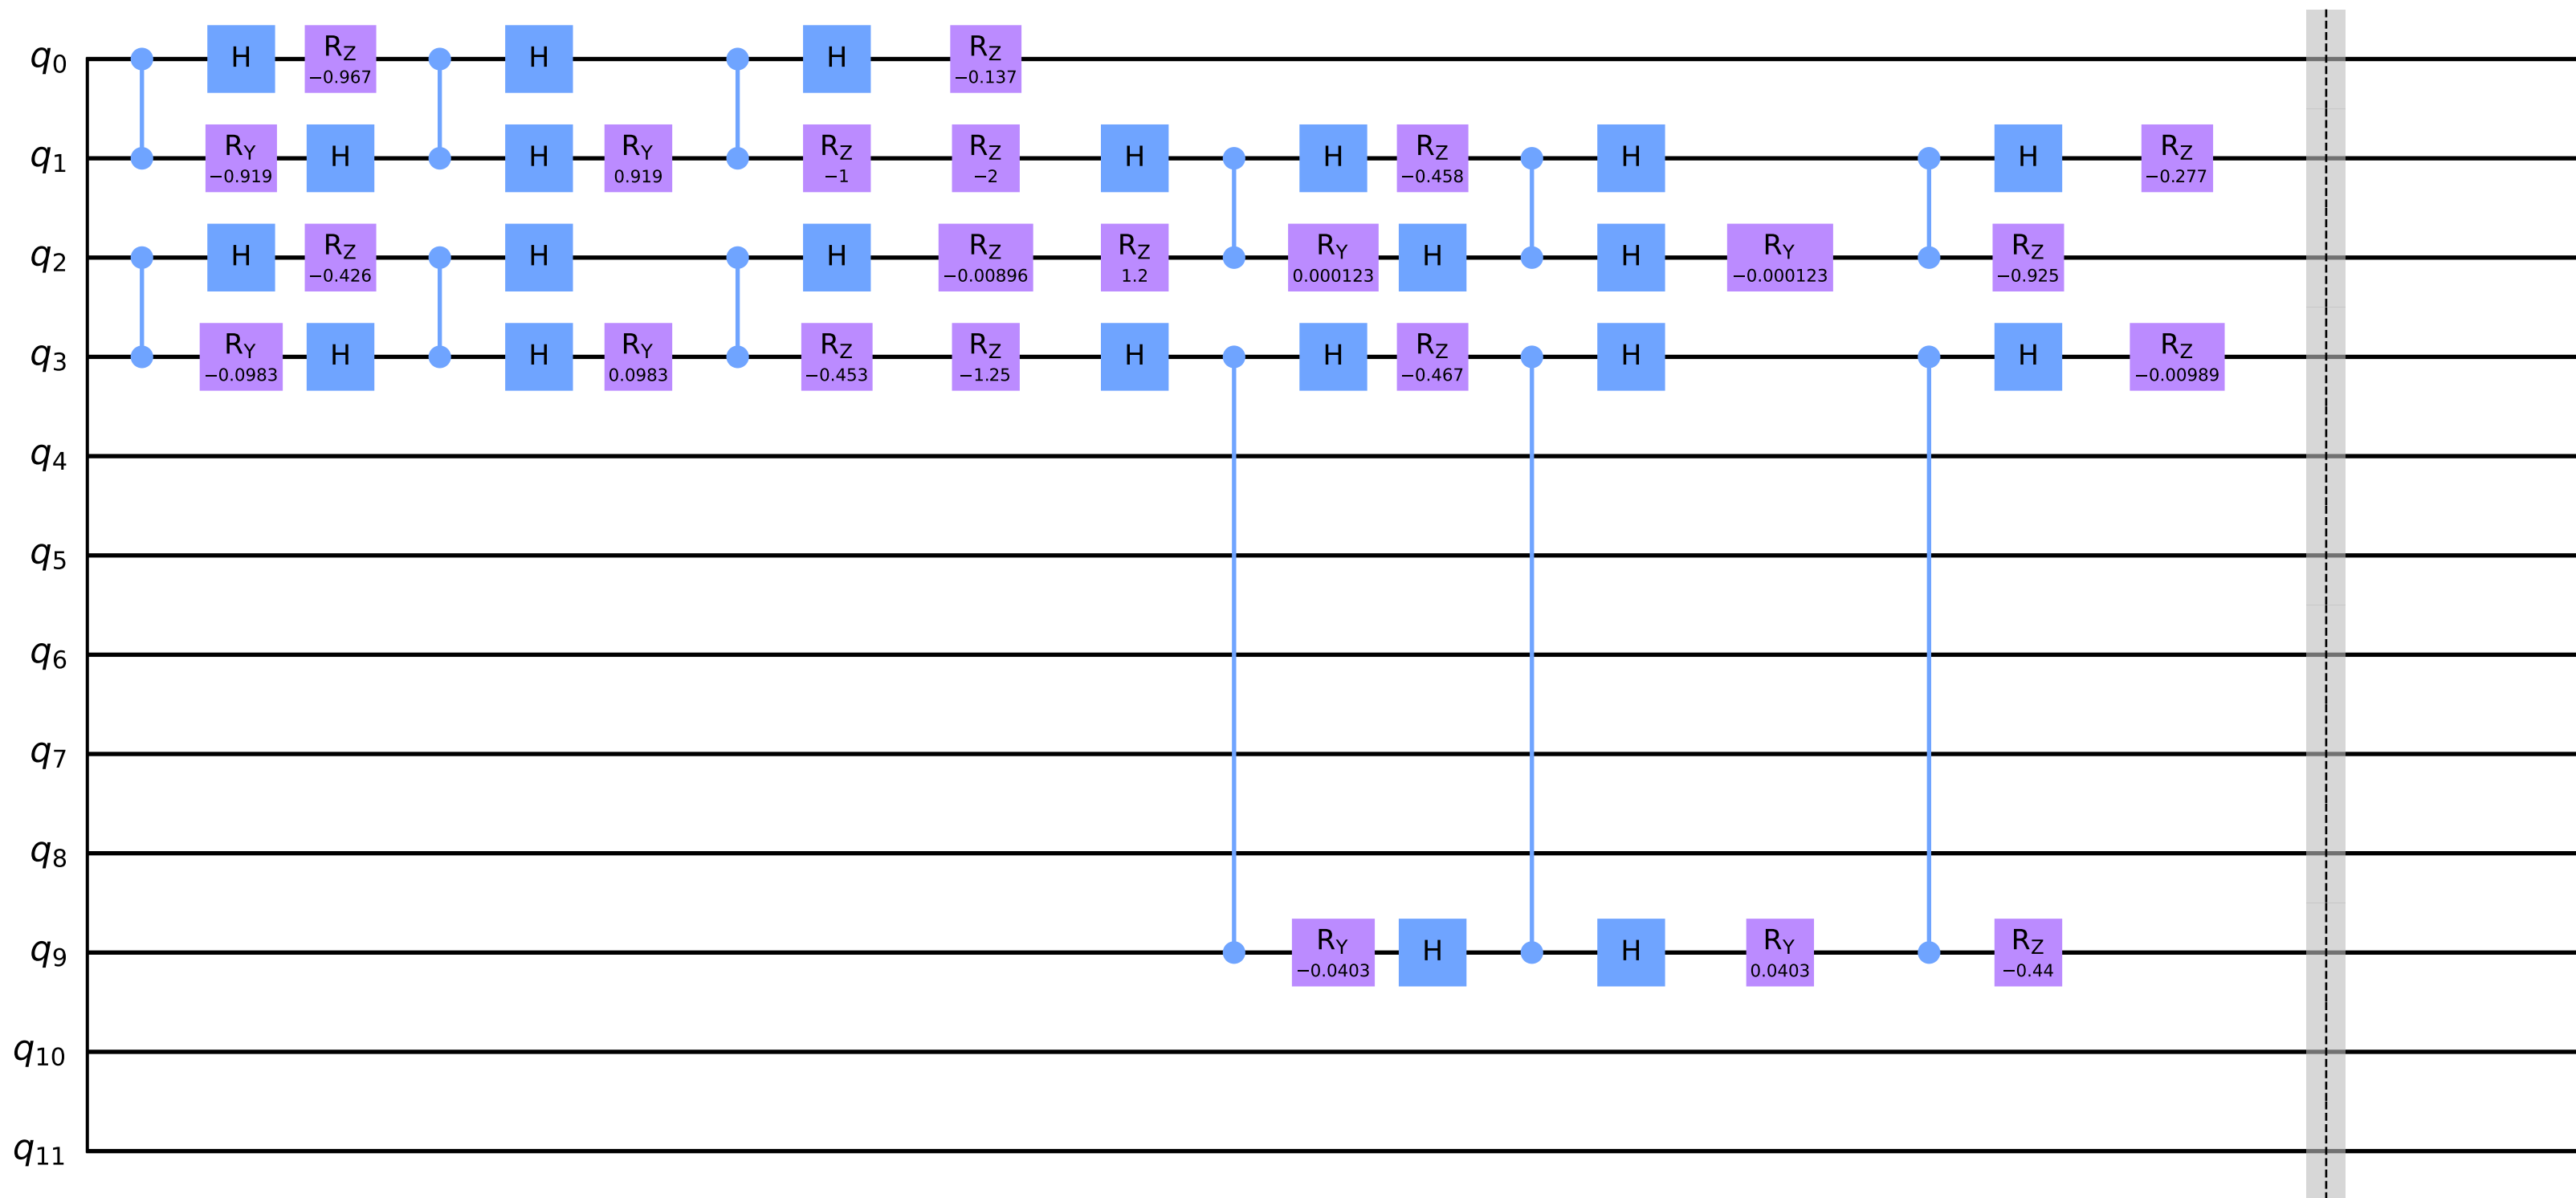 q0 H RZ −0.967 H H RZ −0.137
q1 RY −0.919 H H RY 0.919 RZ −1 RZ −2 H H RZ −0.458 H H RZ −0.277
q2 H RZ −0.426 H H RZ −0.00896 RZ 1.2 RY 0.000123 H H RY −0.000123 RZ −0.925
q3 RY −0.0983 H H RY 0.0983 RZ −0.453 RZ −1.25 H H RZ −0.467 H H RZ −0.00989
q4
q5
q6
q7
q8
q9 RY −0.0403 H H RY 0.0403 RZ −0.44
q10
q11